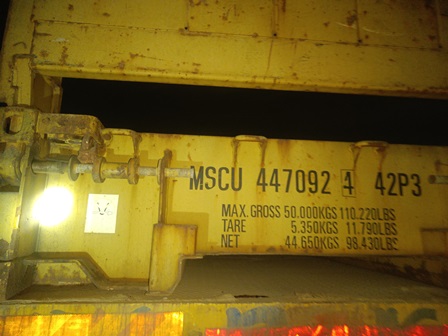 MSCU 447092 4 42P3
MAX. GROSS 50.000KGS 110.220LBS
TARE 5.350KGS 11.790LBS
NET 44.650KGS 98.430LBS